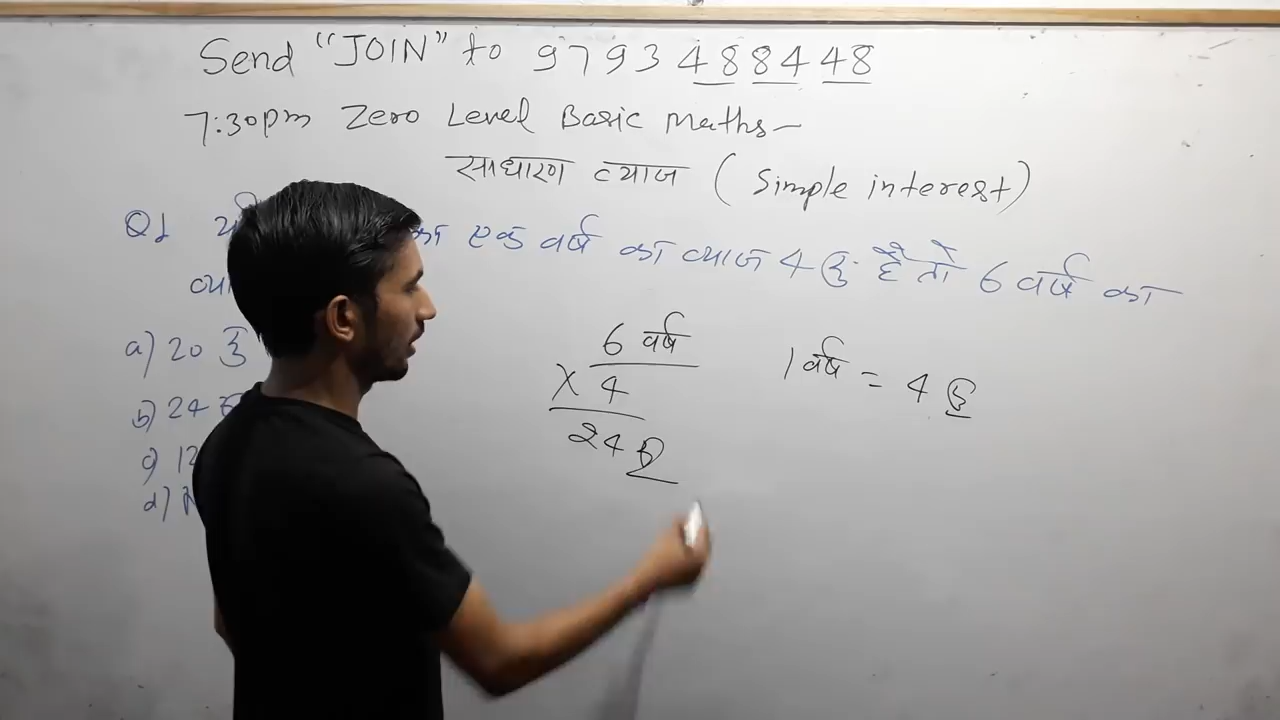 Send "JOIN" to 9793488448
7:30pm Zero Level Basic Maths-
साधारण ब्याज ( Simple interest)
Q1 का एक वर्ष का ब्याज 4 रु. है तो 6 वर्ष का
a) 20 रु
b) 24 रु
c) 12
d)
6 वर्ष
X 4
24 रु
1 वर्ष = 4 रु